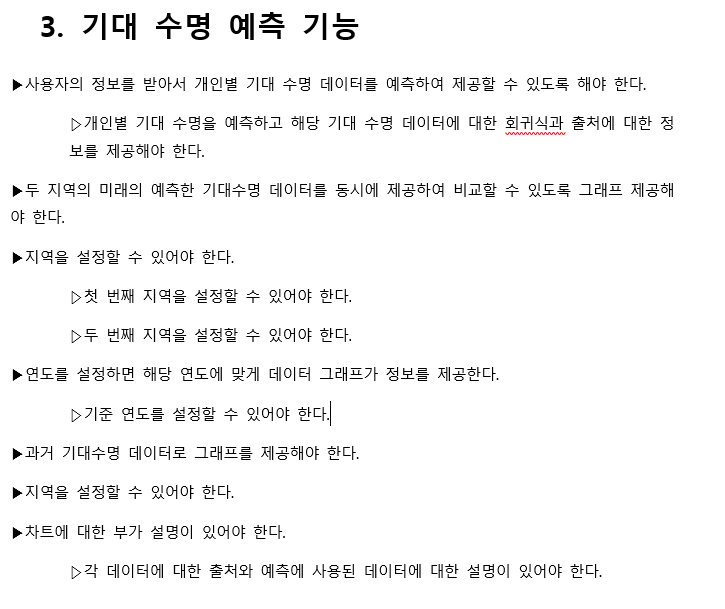 3. 기대 수명 예측 기능
▶사용자의 정보를 받아서 개인별 기대 수명 데이터를 예측하여 제공할 수 있도록 해야 한다.
▷개인별 기대 수명을 예측하고 해당 기대 수명 데이터에 대한 회귀식과 출처에 대한 정
보를 제공해야 한다.
▶두 지역의 미래의 예측한 기대수명 데이터를 동시에 제공하여 비교할 수 있도록 그래프 제공해
야 한다.
▶지역을 설정할 수 있어야 한다.
▷첫 번째 지역을 설정할 수 있어야 한다.
▷두 번째 지역을 설정할 수 있어야 한다.
▶연도를 설정하면 해당 연도에 맞게 데이터 그래프가 정보를 제공한다.
▷기준 연도를 설정할 수 있어야 한다.
▶과거 기대수명 데이터로 그래프를 제공해야 한다.
▶지역을 설정할 수 있어야 한다.
▶차트에 대한 부가 설명이 있어야 한다.
▷각 데이터에 대한 출처와 예측에 사용된 데이터에 대한 설명이 있어야 한다.